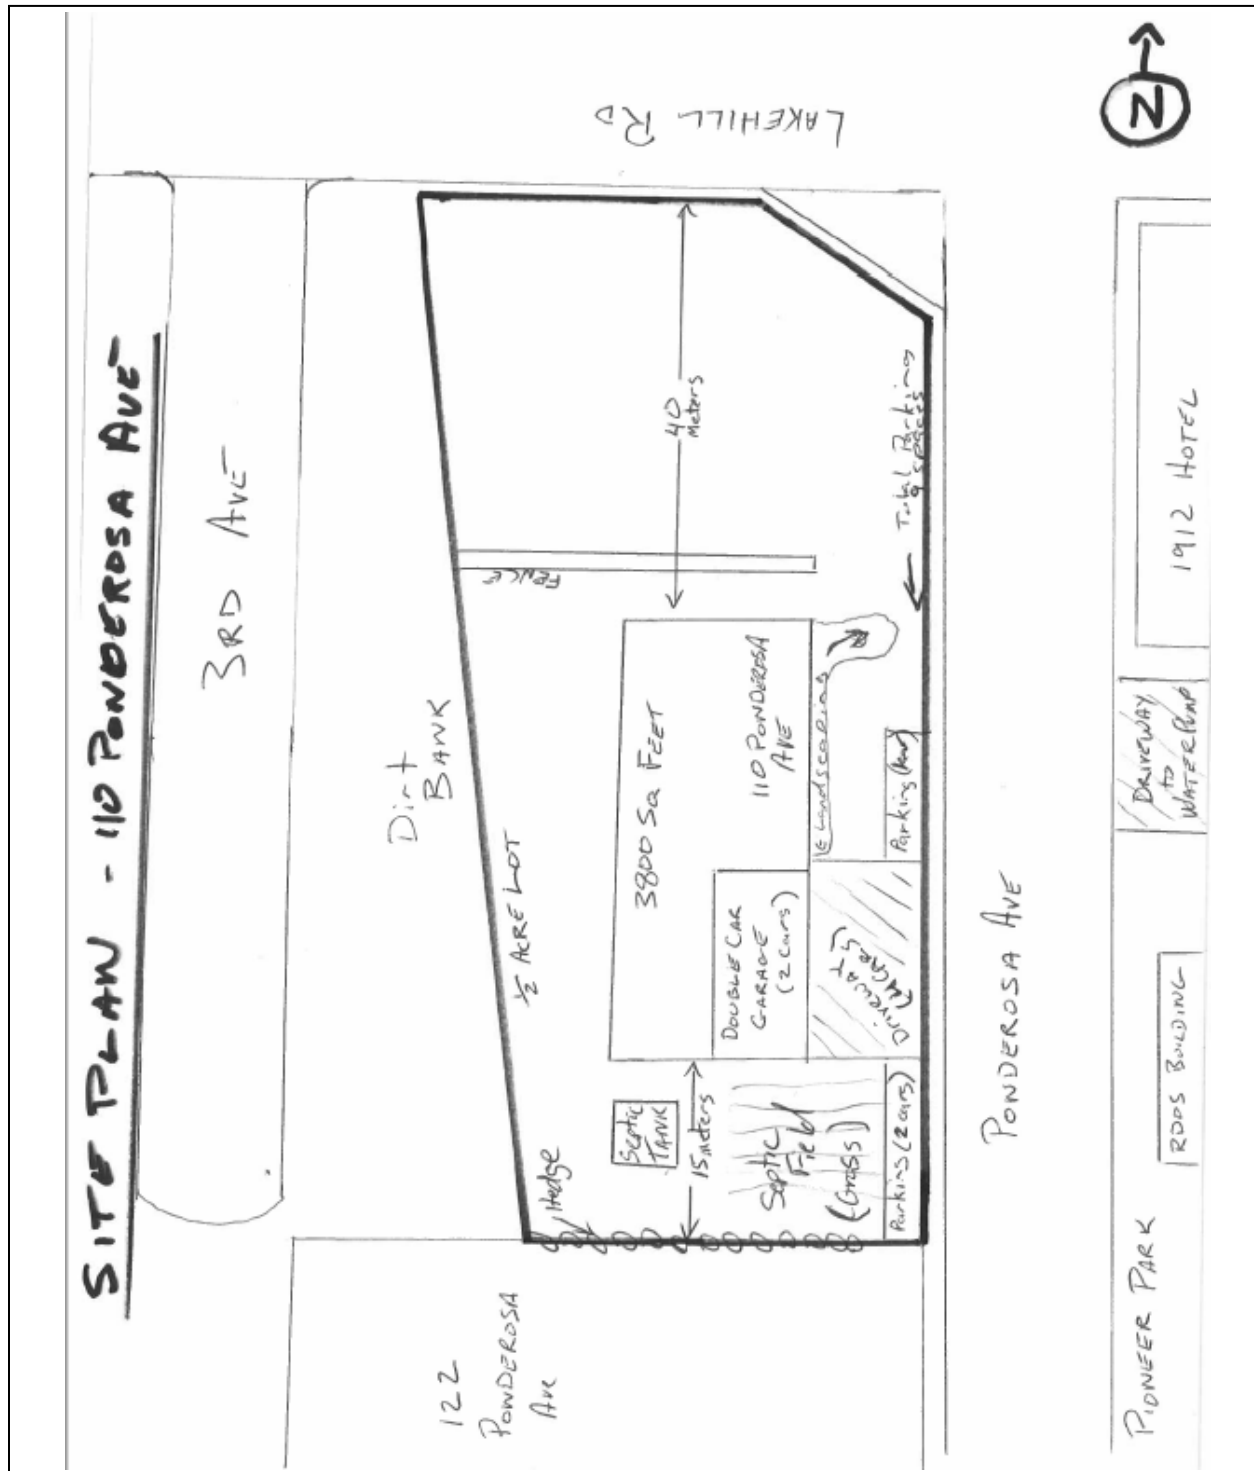 SITE PLAN - 110 PONDEROSA AVE
N
LAKEHILL RD
3RD AVE
Dirt
BANK
½ ACRE LOT
FENCE
40
Meters
Total Parking
9 spaces
3800 SQ FEET
110 PONDEROSA
AVE
Landscaping
Parking
DOUBLE CAR
GARAGE
(2 cars)
Driveway
(4 CARS)
SEPTIC
TANK
15 meters
Septic
Field
(Grass)
Parking (2 cars)
Hedge
122
PONDEROSA
Ave
PONDEROSA AVE
1912 HOTEL
DRIVEWAY
to
WATER PUMP
RDOS BUILDING
PIONEER PARK